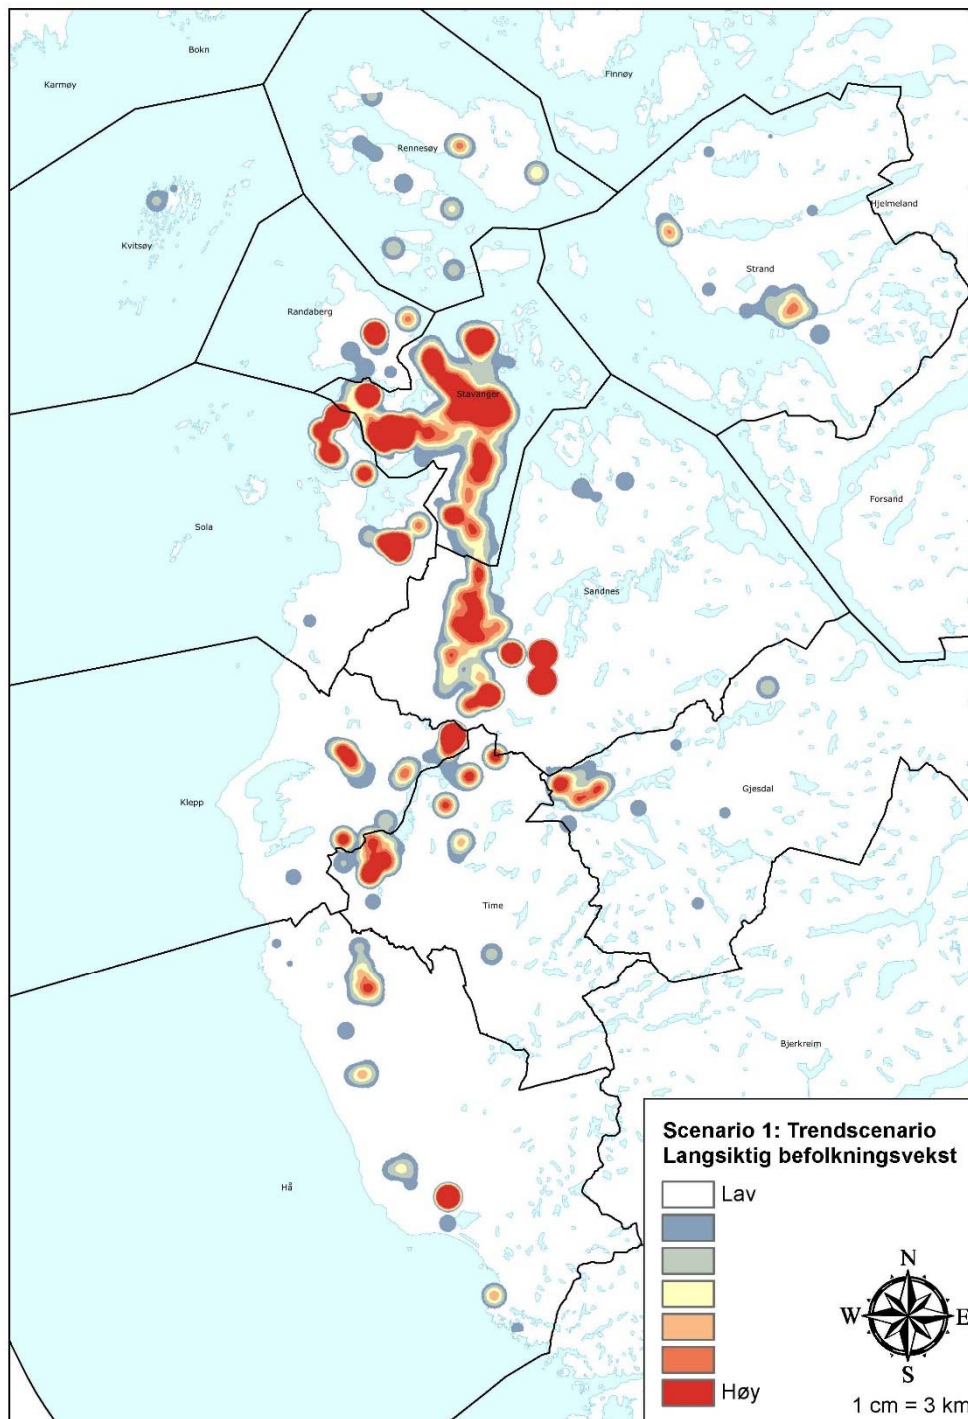 Bokn
Karmøy
Finnøy
Rennesøy
Hjelmeland
Kvitsøy
Strand
Randaberg
Stavanger
Forsand
Sola
Sandnes
Klepp
Gjesdal
Time
Bjerkreim
Hå
Scenario 1: Trendscenario
Langsiktig befolkningsvekst
Lav
Høy
N
W
E
S
1 cm = 3 km